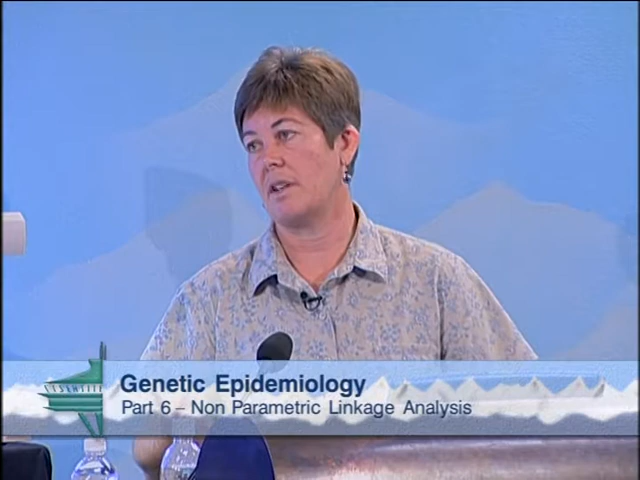 Genetic Epidemiology
Part 6 – Non Parametric Linkage Analysis